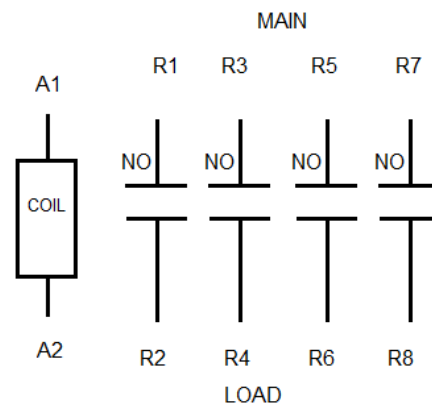 MAIN
R1 R3 R5 R7
A1
NO NO NO NO
COIL
A2
R2 R4 R6 R8
LOAD